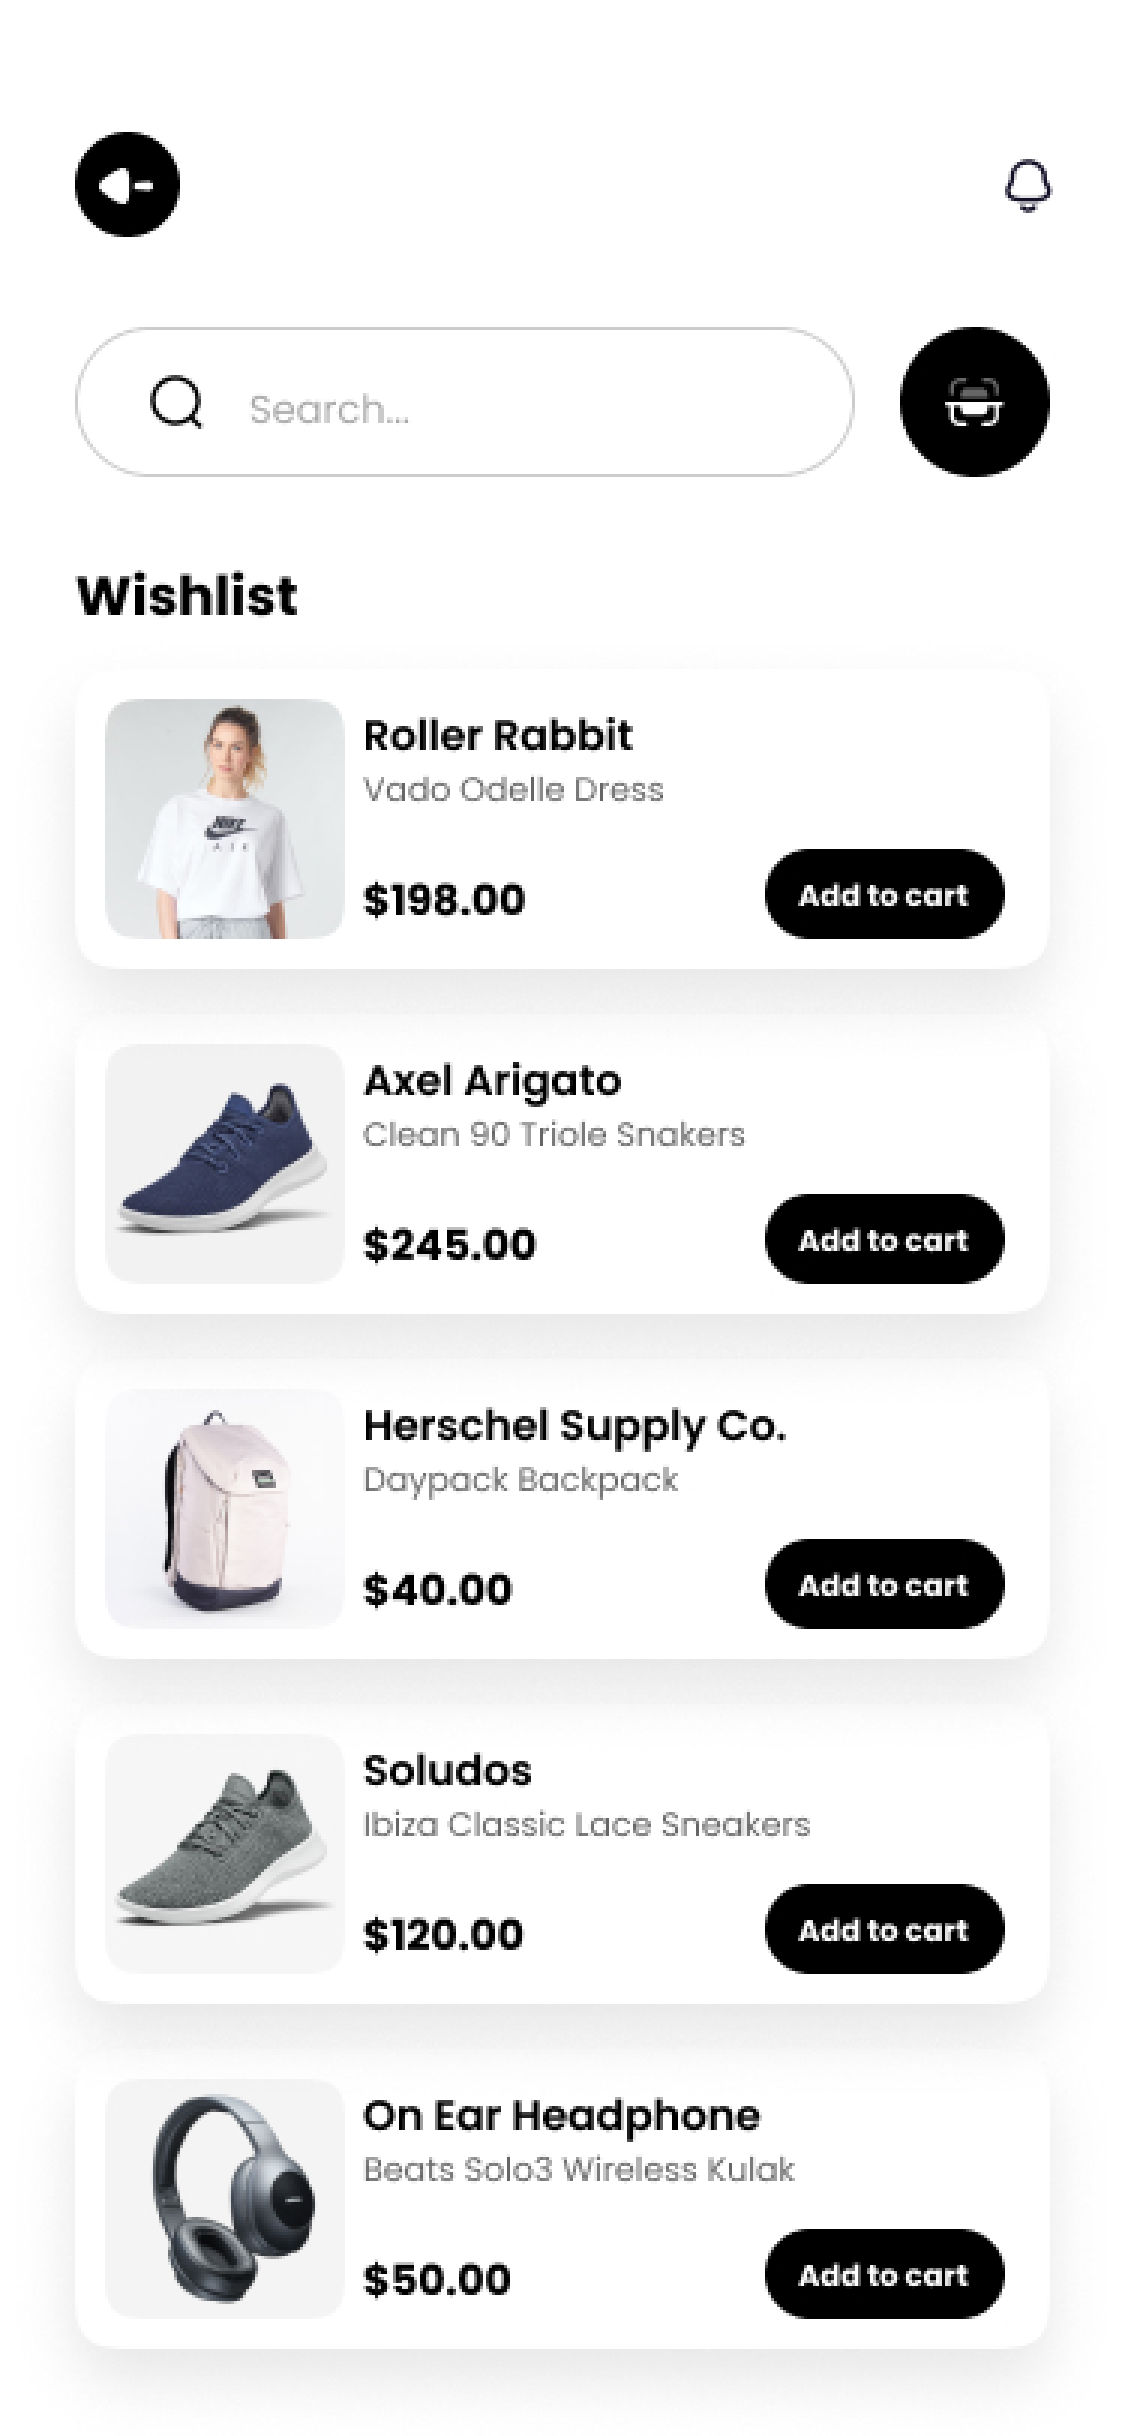 Search...
Wishlist
Roller Rabbit
Vado Odelle Dress
$198.00
Add to cart
Axel Arigato
Clean 90 Triole Snakers
$245.00
Add to cart
Herschel Supply Co.
Daypack Backpack
$40.00
Add to cart
Soludos
Ibiza Classic Lace Sneakers
$120.00
Add to cart
On Ear Headphone
Beats Solo3 Wireless Kulak
$50.00
Add to cart
NIKE
AIR